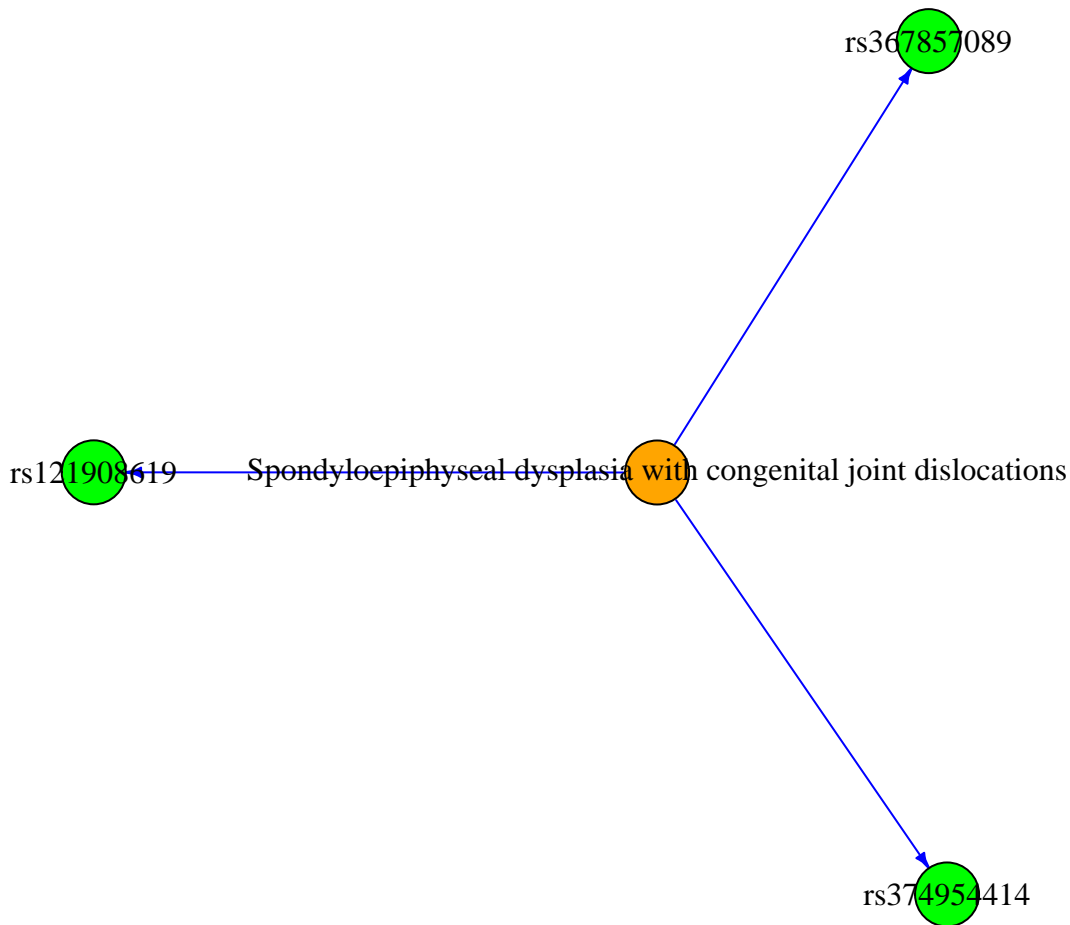 rs367857089
rs121908619
Spondyloepiphyseal dysplasia with congenital joint dislocations
rs374954414